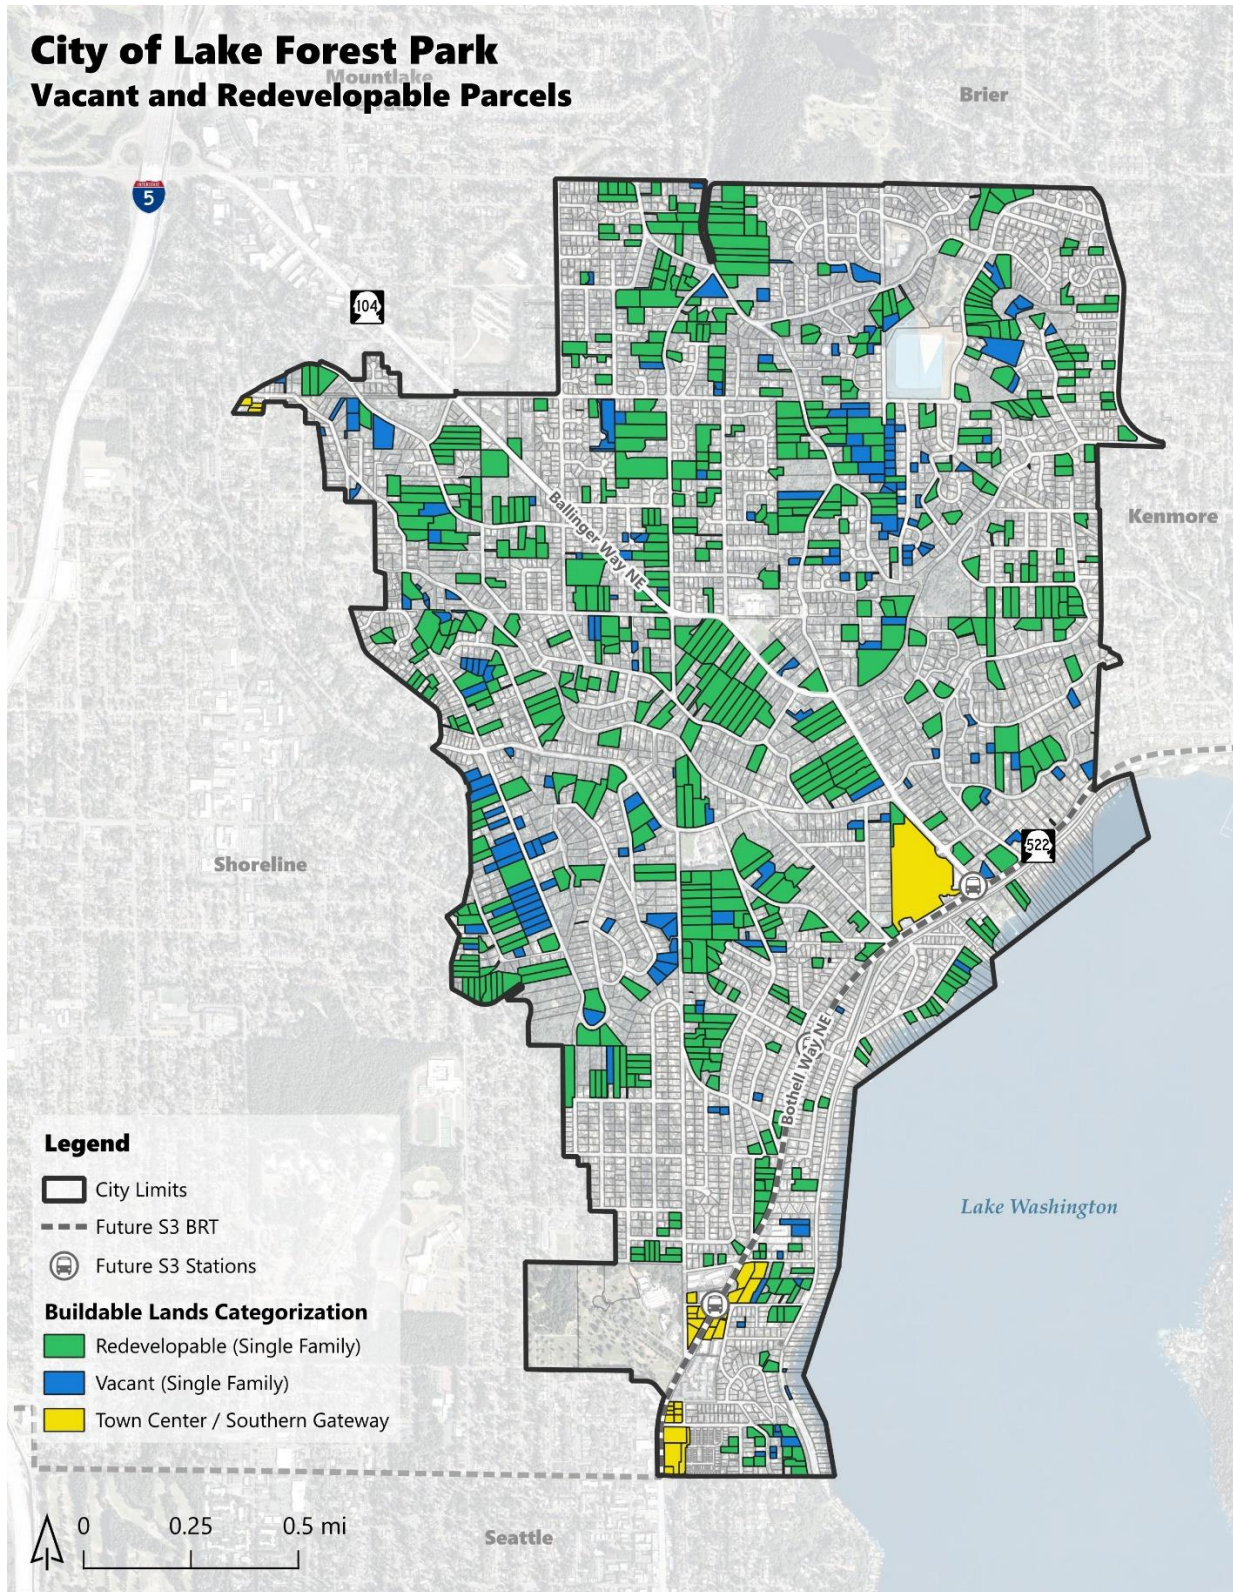 City of Lake Forest Park
Mountlake
Terrace
Vacant and Redevelopable Parcels
Brier
INTERSTATE
5
104
Kenmore
Ballinger Way NE
Shoreline
522
Bothell Way NE
Legend
City Limits
Future S3 BRT
Future S3 Stations
Buildable Lands Categorization
Redevelopable (Single Family)
Vacant (Single Family)
Town Center / Southern Gateway
Lake Washington
0 0.25 0.5 mi
Seattle